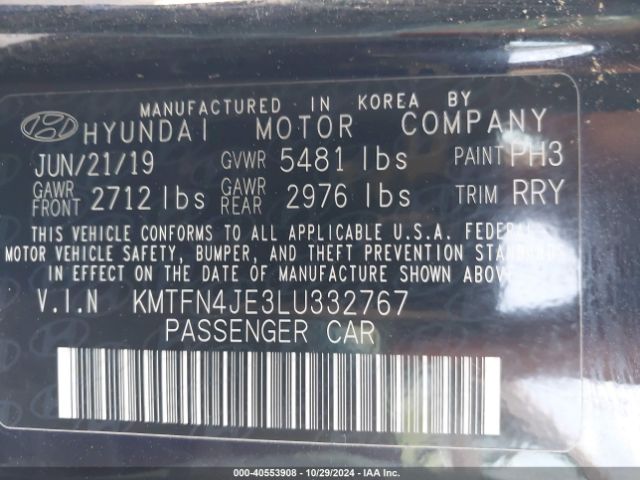 MANUFACTURED IN KOREA BY
HYUNDAI MOTOR COMPANY
JUN/21/19 GVWR 5481 lbs PAINT PH3
GAWR FRONT 2712 lbs GAWR REAR 2976 lbs TRIM RRY
THIS VEHICLE CONFORMS TO ALL APPLICABLE U.S.A. FEDERAL
MOTOR VEHICLE SAFETY, BUMPER, AND THEFT PREVENTION STANDARDS
IN EFFECT ON THE DATE OF MANUFACTURE SHOWN ABOVE.
V.I.N KMTFN4JE3LU332767
PASSENGER CAR
000-40553908 | 10/29/2024 | IAA Inc.